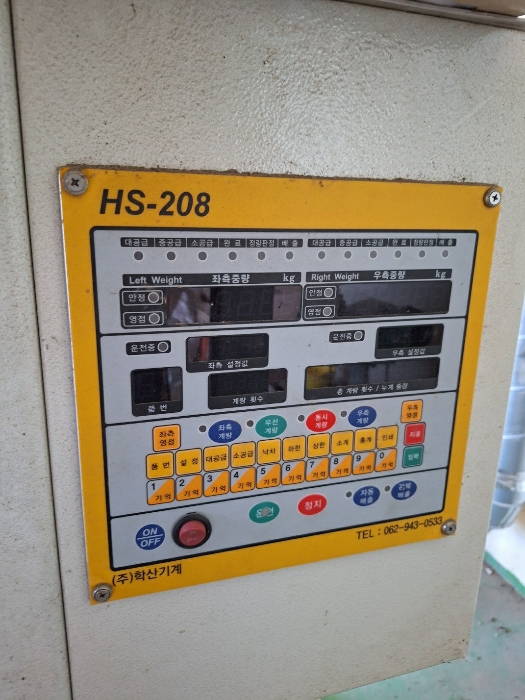 HS-208
대공급 중공급 소공급 완료 정량판정 배출 대공급 중공급 소공급 완료 정량판정 배출
Left Weight 좌측중량 kg Right Weight 우측중량 kg
안정 안정
영점 영점
운전중 운전중
좌측 설정값 우측 설정값
품번 계량 횟수 총 계량 횟수 / 누계 중량
좌측영점 좌측계량 우선계량 동시계량 우측계량 우측영점
품번 설정 대공급 소공급 낙차 하한 상한 소계 총계 인쇄
1 2 3 4 5 6 7 8 9 0
기억 기억 기억 기억 기억 기억 기억 기억 기억 기억
입력
ON/OFF 운전 정지 자동배출
TEL : 062-943-0533
(주)학산기계